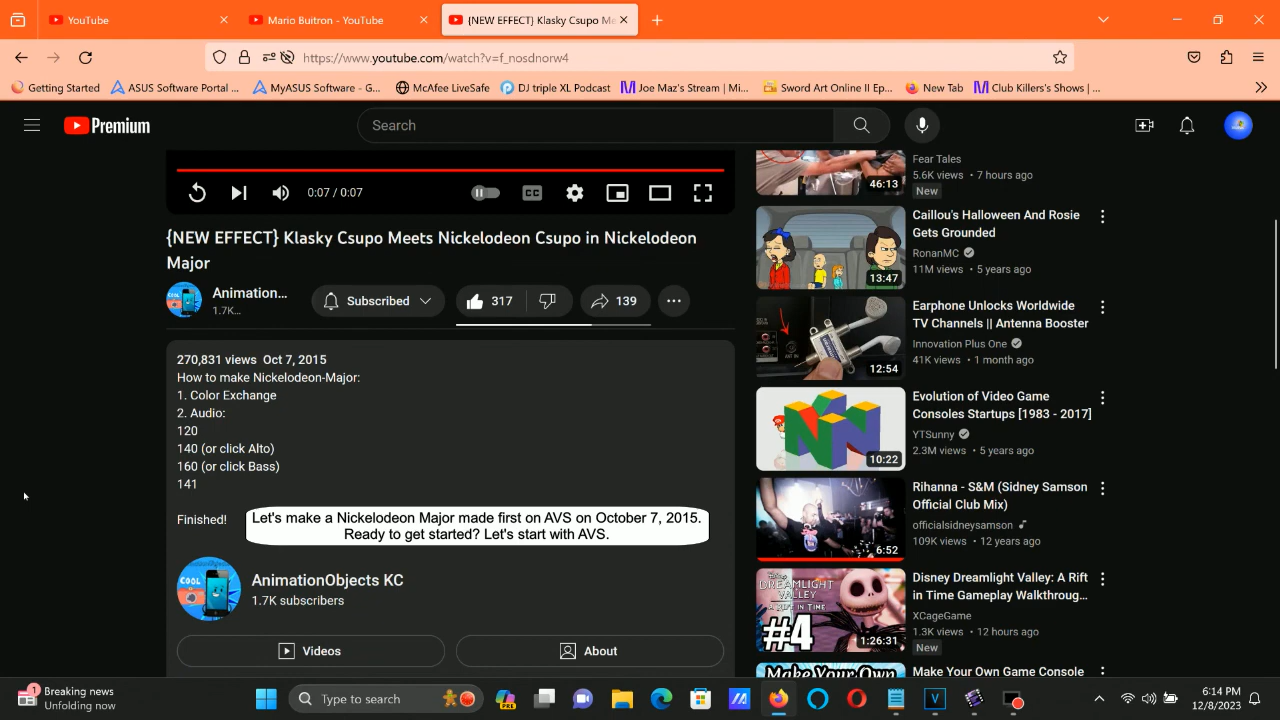 YouTube
Mario Buitron - YouTube
{NEW EFFECT} Klasky Csupo Me
https://www.youtube.com/watch?v=f_nosdnorw4
Getting Started
ASUS Software Portal ...
MyASUS Software - G...
McAfee LiveSafe
DJ triple XL Podcast
Joe Maz's Stream | Mi...
Sword Art Online II Ep...
New Tab
Club Killers's Shows | ...
Premium
Search
0:07 / 0:07
CC
{NEW EFFECT} Klasky Csupo Meets Nickelodeon Csupo in Nickelodeon
Major
Animation...
1.7K...
Subscribed
317
139
270,831 views Oct 7, 2015
How to make Nickelodeon-Major:
1. Color Exchange
2. Audio:
120
140 (or click Alto)
160 (or click Bass)
141
Finished!
Let's make a Nickelodeon Major made first on AVS on October 7, 2015.
Ready to get started? Let's start with AVS.
COOL
AnimationObjects KC
1.7K subscribers
Videos
About
46:13
Fear Tales
5.6K views • 7 hours ago
New
13:47
Caillou's Halloween And Rosie
Gets Grounded
RonanMC
11M views • 5 years ago
12:54
Earphone Unlocks Worldwide
TV Channels || Antenna Booster
Innovation Plus One
41K views • 1 month ago
10:22
Evolution of Video Game
Consoles Startups [1983 - 2017]
YTSunny
2.3M views • 5 years ago
6:52
Rihanna - S&M (Sidney Samson
Official Club Mix)
officialsidneysamson
109K views • 12 years ago
DREAMLIGHT
VALLEY
A RIFT IN TIME
#4
1:26:31
Disney Dreamlight Valley: A Rift
in Time Gameplay Walkthroug...
XCageGame
1.3K views • 12 hours ago
New
Make Your Own
Make Your Own Game Console
1
Breaking news
Unfolding now
Type to search
PRE
6:14 PM
12/8/2023